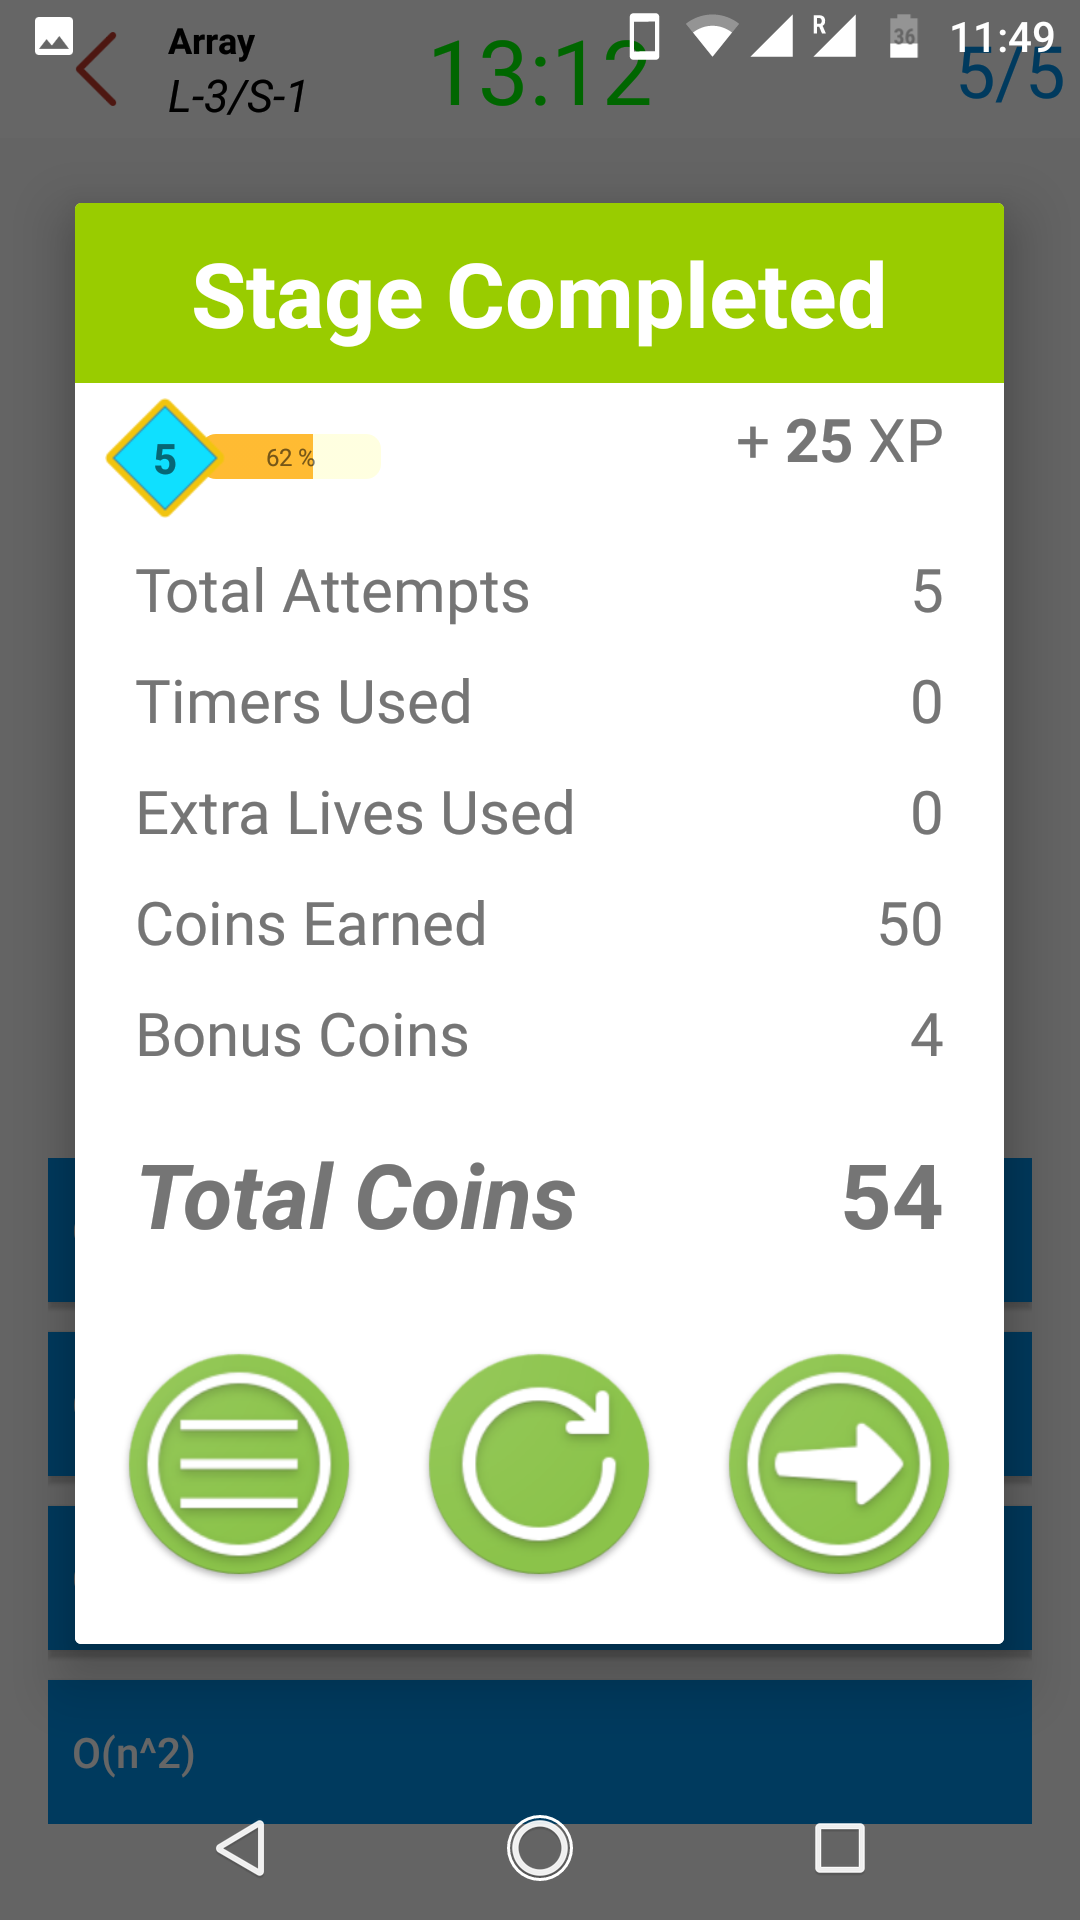 R 36 11:49
Array 13:12 5/5
L-3/S-1
Stage Completed
5 62 % + 25 XP
Total Attempts 5
Timers Used 0
Extra Lives Used 0
Coins Earned 50
Bonus Coins 4
Total Coins 54
O(n^2)